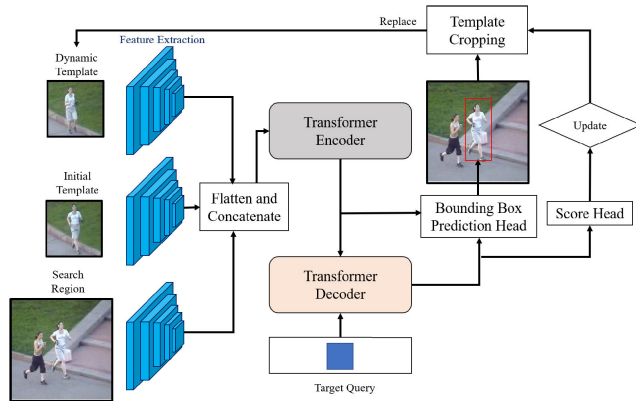 Replace
Template
Cropping
Feature Extraction
Dynamic
Template
Transformer
Encoder
Update
Initial
Template
Flatten and
Concatenate
Bounding Box
Prediction Head
Score Head
Search
Region
Transformer
Decoder
Target Query